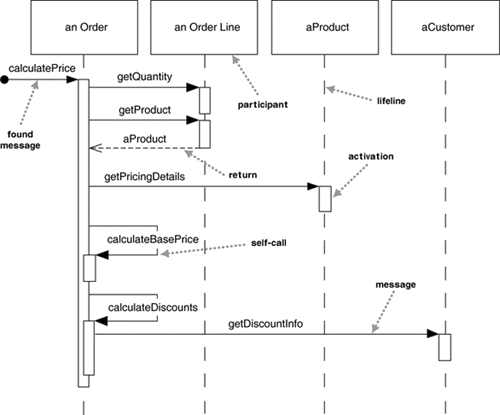 an Order
an Order Line
aProduct
aCustomer
calculatePrice
getQuantity
participant
lifeline
getProduct
found
message
aProduct
return
activation
getPricingDetails
calculateBasePrice
self-call
message
calculateDiscounts
getDiscountInfo